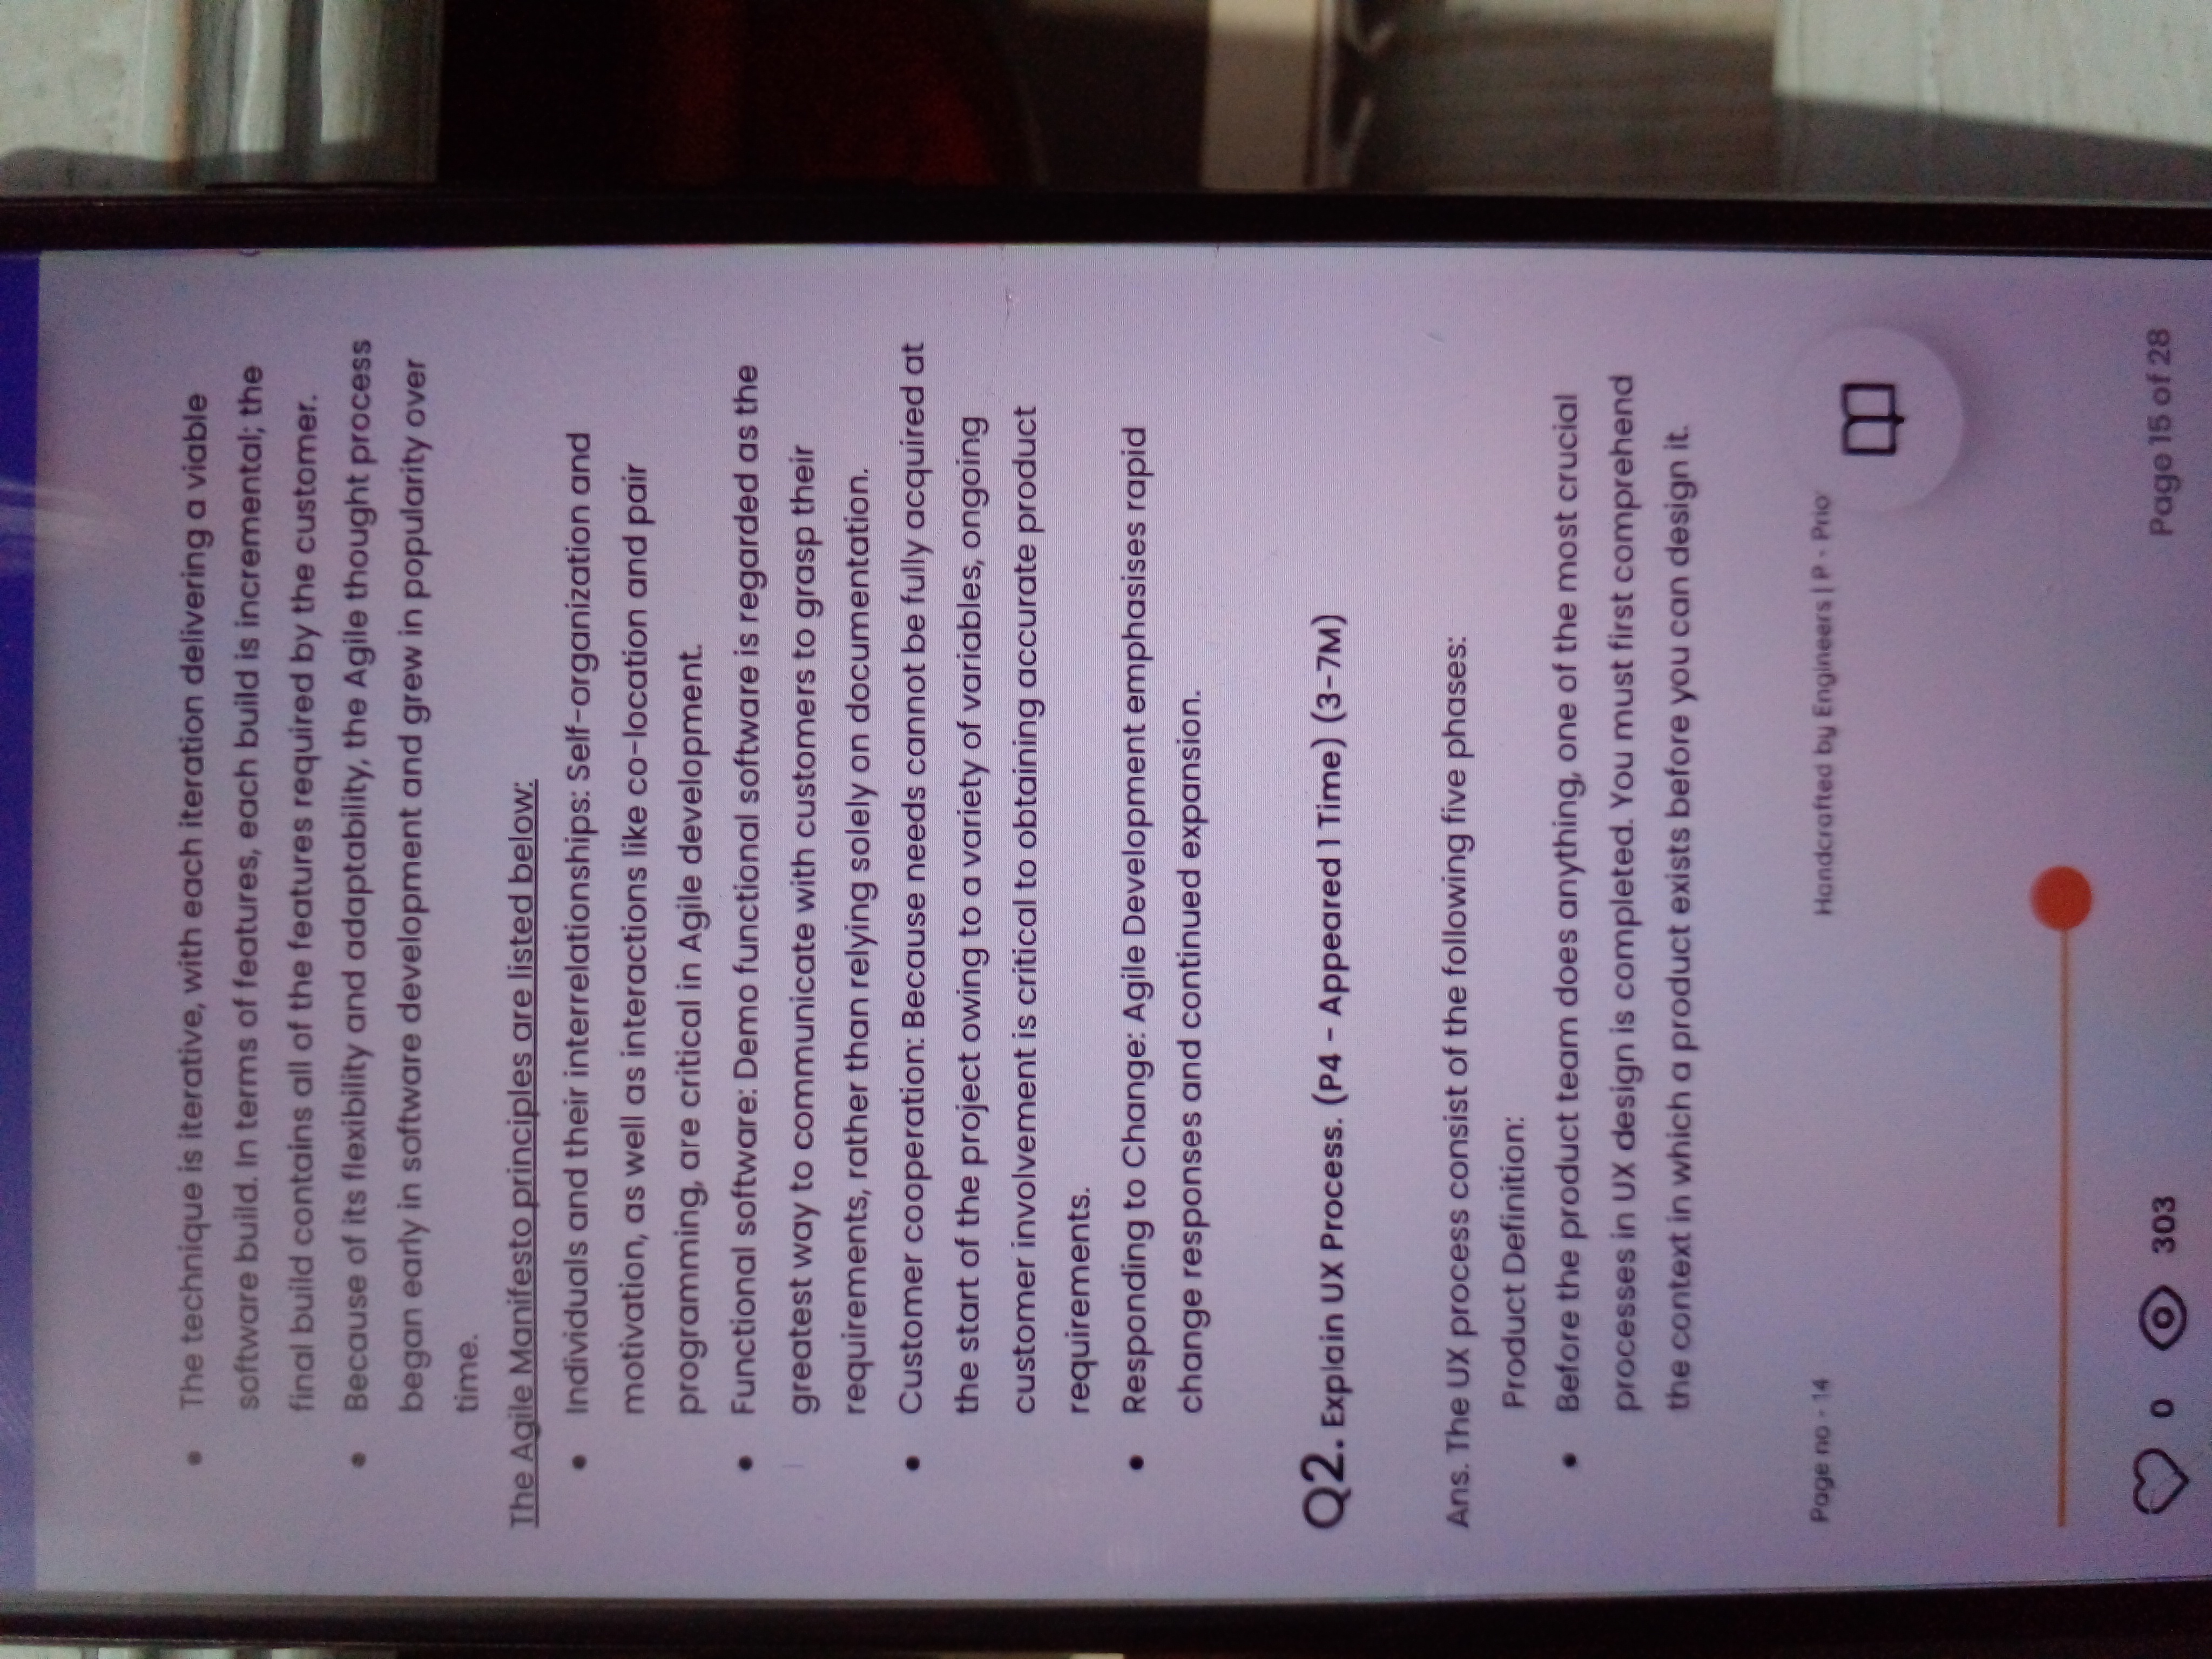 The technique is iterative, with each iteration delivering a viable
software build. In terms of features, each build is incremental; the
final build contains all of the features required by the customer.
Because of its flexibility and adaptability, the Agile thought process
began early in software development and grew in popularity over
time.
The Agile Manifesto principles are listed below:
Individuals and their interrelationships: Self-organization and
motivation, as well as interactions like co-location and pair
programming, are critical in Agile development.
Functional software: Demo functional software is regarded as the
greatest way to communicate with customers to grasp their
requirements, rather than relying solely on documentation.
Customer cooperation: Because needs cannot be fully acquired at
the start of the project owing to a variety of variables, ongoing
customer involvement is critical to obtaining accurate product
requirements.
Responding to Change: Agile Development emphasises rapid
change responses and continued expansion.
Q2. Explain UX Process. (P4 - Appeared 1 Time) (3-7M)
Ans. The UX process consist of the following five phases:
Product Definition:
Before the product team does anything, one of the most crucial
processes in UX design is completed. You must first comprehend
the context in which a product exists before you can design it.
Page no - 14 Handcrafted by Engineers | P - Prio
0 303 Page 15 of 28